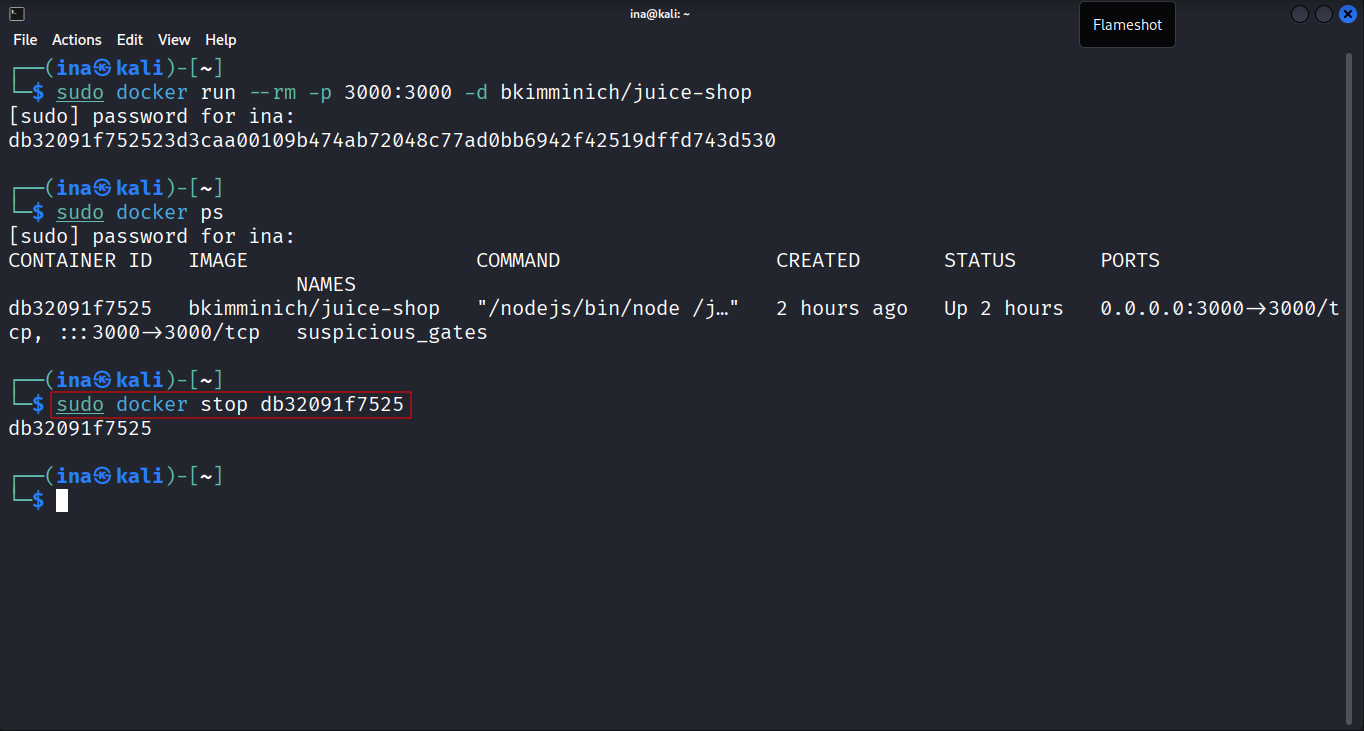 ina@kali: ~
Flameshot
File Actions Edit View Help
┌──(ina㉿kali)-[~]
└─$ sudo docker run --rm -p 3000:3000 -d bkimminich/juice-shop
[sudo] password for ina:
db32091f752523d3caa00109b474ab72048c77ad0bb6942f42519dffd743d530
┌──(ina㉿kali)-[~]
└─$ sudo docker ps
[sudo] password for ina:
CONTAINER ID   IMAGE                   COMMAND                  CREATED       STATUS       PORTS
                        NAMES
db32091f7525   bkimminich/juice-shop   "/nodejs/bin/node /j…"   2 hours ago   Up 2 hours   0.0.0.0:3000->3000/t
cp, :::3000->3000/tcp   suspicious_gates
┌──(ina㉿kali)-[~]
└─$ sudo docker stop db32091f7525
db32091f7525
┌──(ina㉿kali)-[~]
└─$